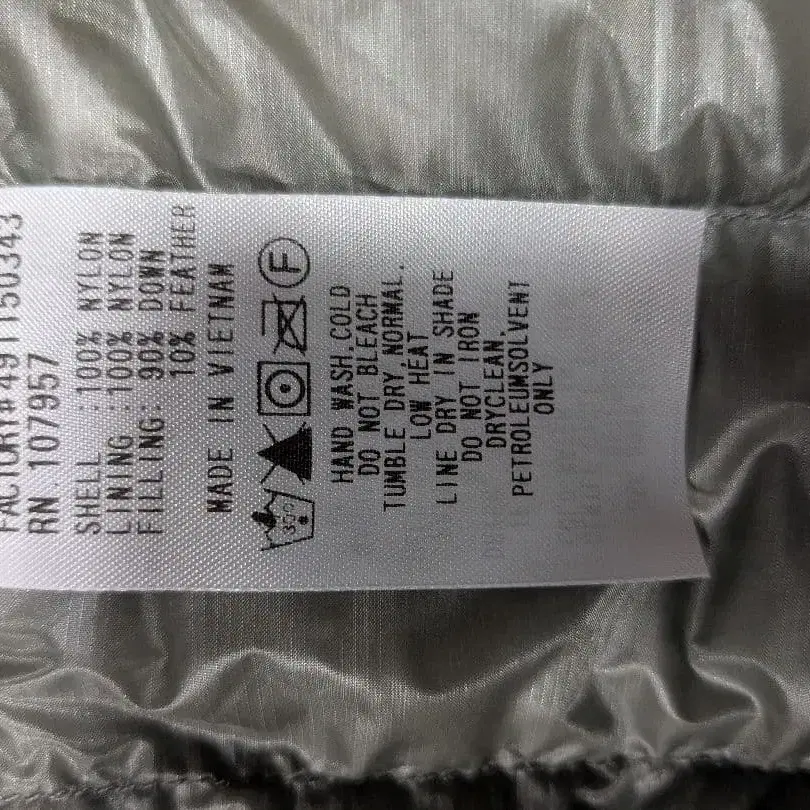 FACTORY# 4911150343
RN 107957
SHELL : 100% NYLON
LINING : 100% NYLON
FILLING: 90% DOWN
10% FEATHER
MADE IN VIETNAM
30°
F
HAND WASH.COLD
DO NOT BLEACH
TUMBLE DRY.NORMAL.
LOW HEAT
LINE DRY IN SHADE
DO NOT IRON
DRYCLEAN.
PETROLEUMSOLVENT
ONLY